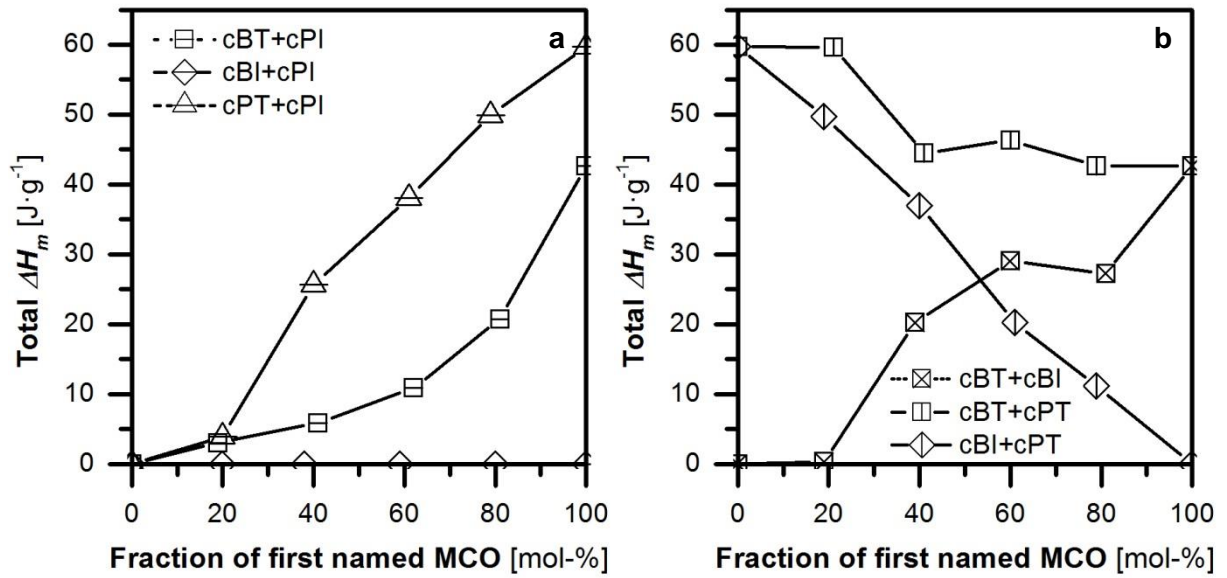 a
cBT+cPI
cBI+cPI
cPT+cPI
60
50
40
30
20
10
0
Total ΔHm [J·g-1]
0 20 40 60 80 100
Fraction of first named MCO [mol-%]
b
60
50
40
30
20
10
0
Total ΔHm [J·g-1]
cBT+cBI
cBT+cPT
cBI+cPT
0 20 40 60 80 100
Fraction of first named MCO [mol-%]